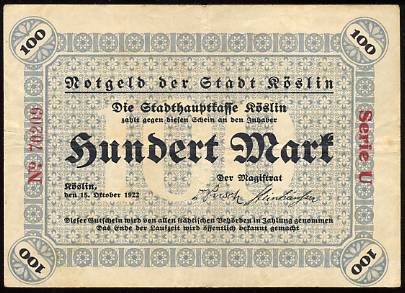 100 100
Notgeld der Stadt Köslin
Die Stadthauptkasse Köslin
zahlt gegen diesen Schein an den Inhaber
100
Hundert Mark
Der Magistrat
Köslin,
den 15. Oktober 1922
Dieser Gutschein wird von allen städtischen Behörden in Zahlung genommen
Das Ende der Laufzeit wird öffentlich bekannt gemacht
100 100
Serie U